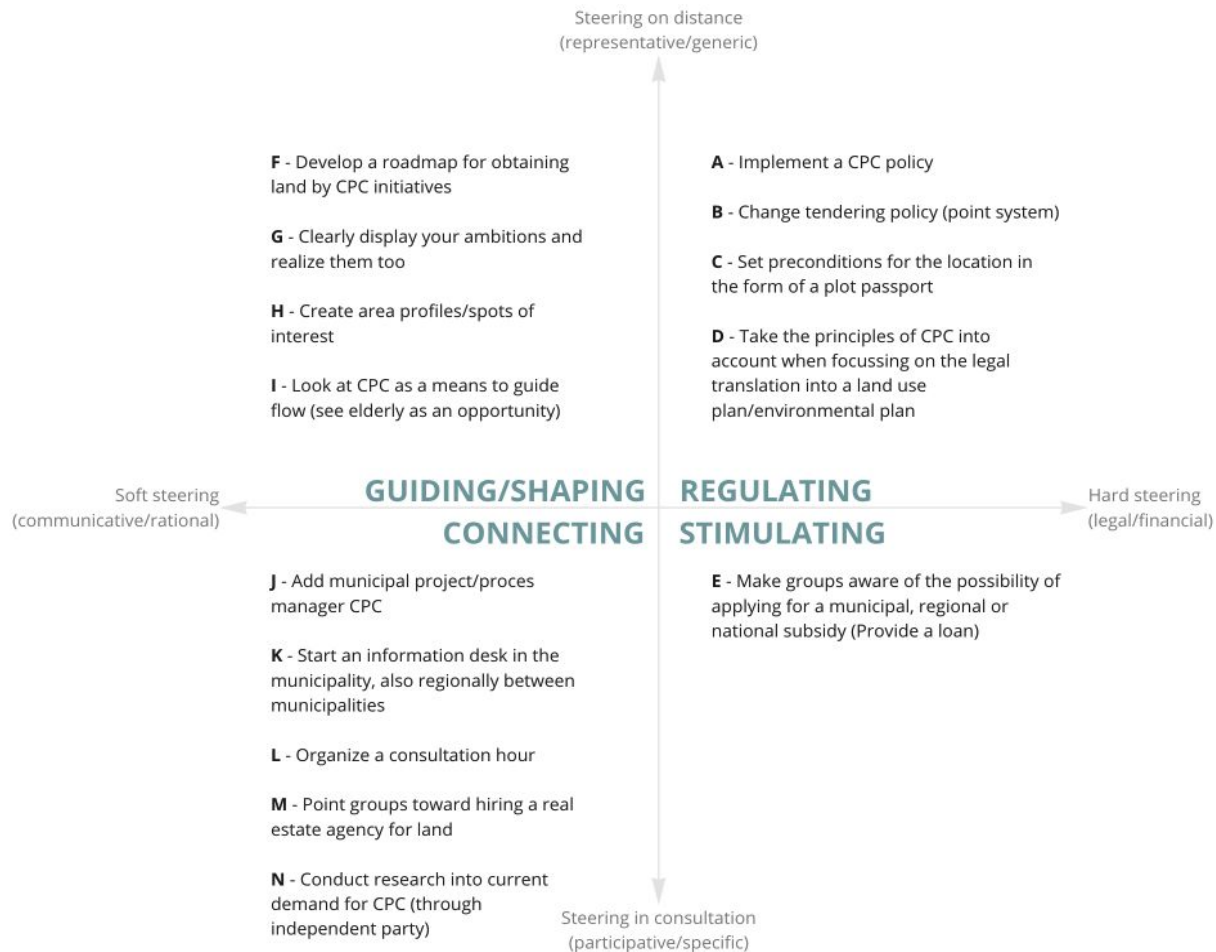 Steering on distance
(representative/generic)
F - Develop a roadmap for obtaining
land by CPC initiatives
G - Clearly display your ambitions and
realize them too
H - Create area profiles/spots of
interest
I - Look at CPC as a means to guide
flow (see elderly as an opportunity)
A - Implement a CPC policy
B - Change tendering policy (point system)
C - Set preconditions for the location in
the form of a plot passport
D - Take the principles of CPC into
account when focussing on the legal
translation into a land use
plan/environmental plan
Soft steering
(communicative/rational)
GUIDING/SHAPING
REGULATING
CONNECTING
STIMULATING
Hard steering
(legal/financial)
J - Add municipal project/proces
manager CPC
K - Start an information desk in the
municipality, also regionally between
municipalities
L - Organize a consultation hour
M - Point groups toward hiring a real
estate agency for land
N - Conduct research into current
demand for CPC (through
independent party)
E - Make groups aware of the possibility of
applying for a municipal, regional or
national subsidy (Provide a loan)
Steering in consultation
(participative/specific)